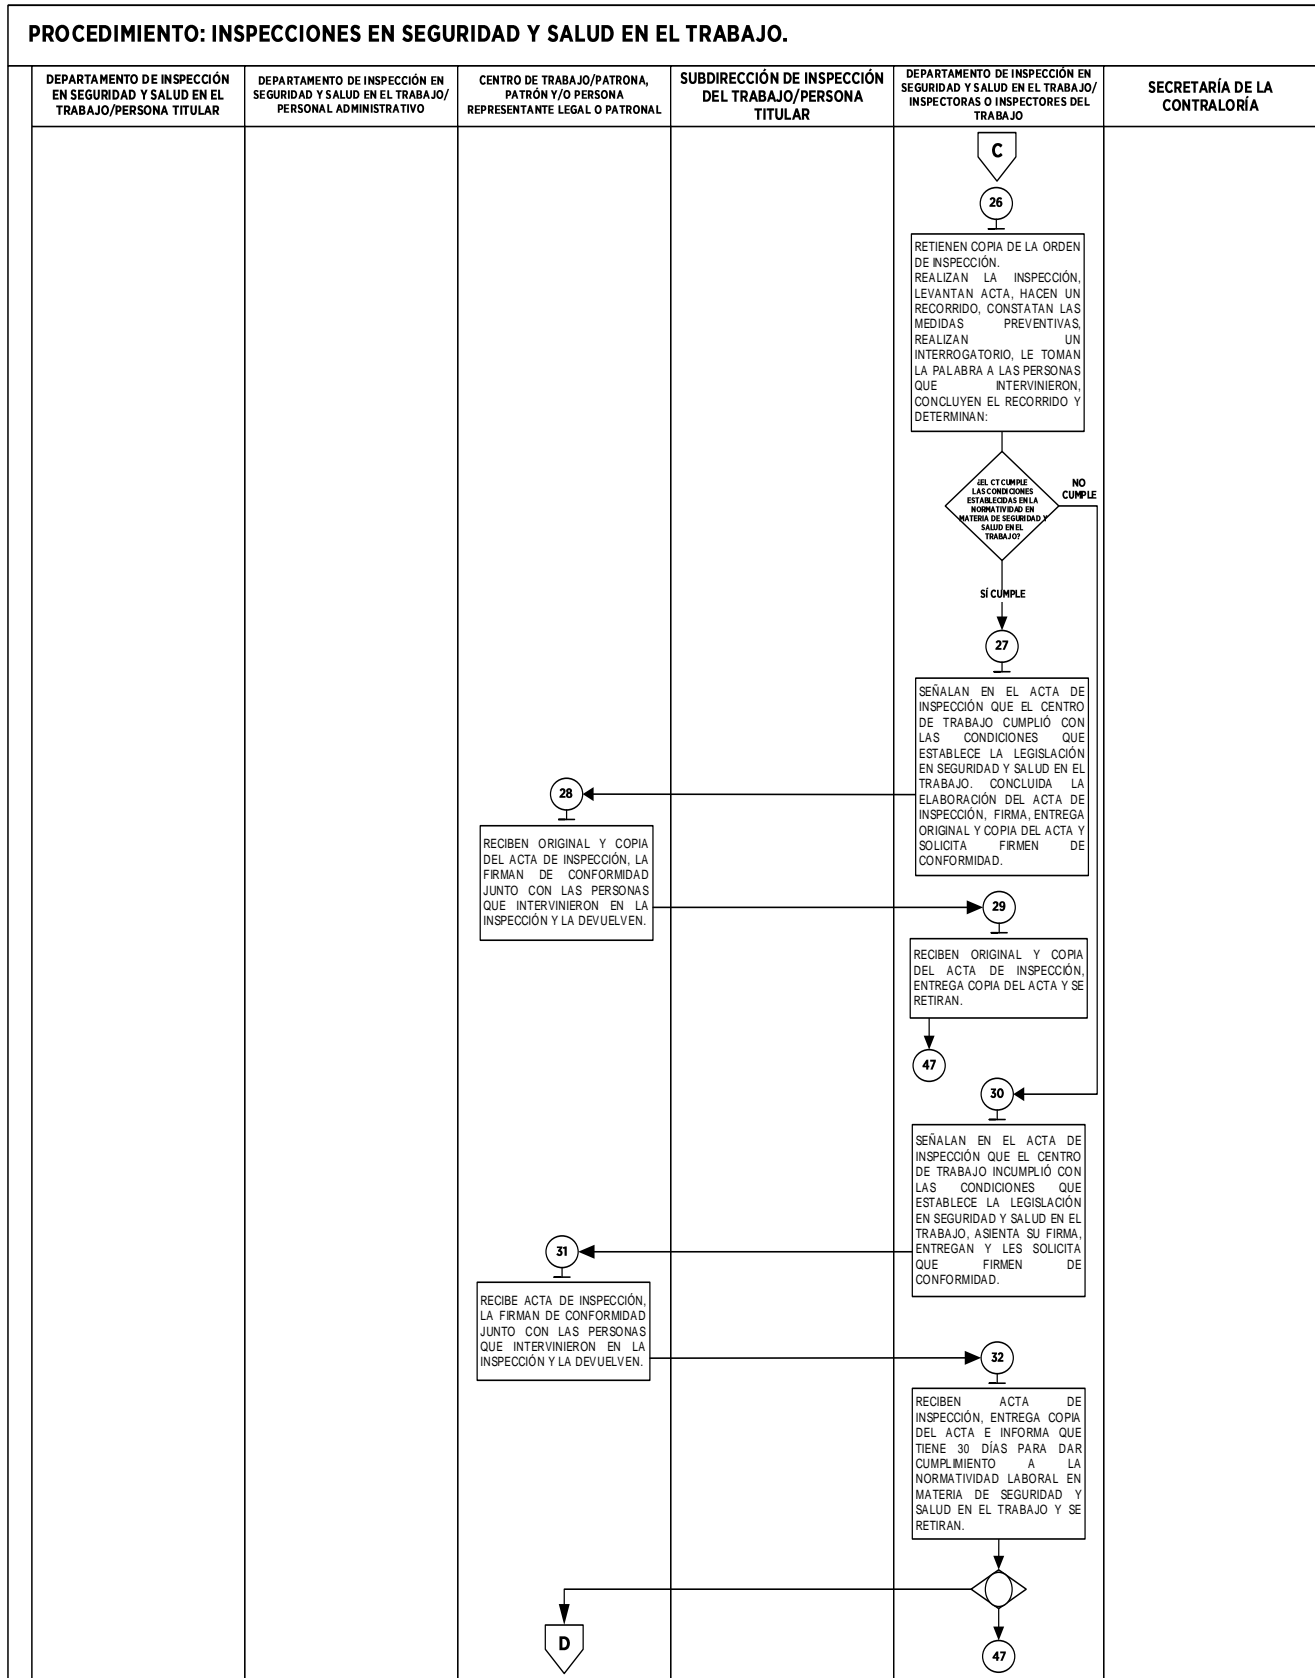 PROCEDIMIENTO: INSPECCIONES EN SEGURIDAD Y SALUD EN EL TRABAJO.
DEPARTAMENTO DE INSPECCIÓN
EN SEGURIDAD Y SALUD EN EL
TRABAJO/PERSONA TITULAR
DEPARTAMENTO DE INSPECCIÓN EN
SEGURIDAD Y SALUD EN EL TRABAJO/
PERSONAL ADMINISTRATIVO
CENTRO DE TRABAJO/PATRONA,
PATRÓN Y/O PERSONA
REPRESENTANTE LEGAL O PATRONAL
SUBDIRECCIÓN DE INSPECCIÓN
DEL TRABAJO/PERSONA
TITULAR
DEPARTAMENTO DE INSPECCIÓN EN
SEGURIDAD Y SALUD EN EL TRABAJO/
INSPECTORAS O INSPECTORES DEL
TRABAJO
SECRETARÍA DE LA
CONTRALORÍA
C
26
RETIENEN COPIA DE LA ORDEN
DE INSPECCIÓN.
REALIZAN LA INSPECCIÓN,
LEVANTAN ACTA, HACEN UN
RECORRIDO, CONSTATAN LAS
MEDIDAS PREVENTIVAS,
REALIZAN UN
INTERROGATORIO, LE TOMAN
LA PALABRA A LAS PERSONAS
QUE INTERVINIERON,
CONCLUYEN EL RECORRIDO Y
DETERMINAN:
¿EL CT CUMPLE
LAS CONDICIONES
ESTABLECIDAS EN LA
NORMATIVIDAD EN
MATERIA DE SEGURIDAD Y
SALUD EN EL
TRABAJO?
NO
CUMPLE
SÍ CUMPLE
27
SEÑALAN EN EL ACTA DE
INSPECCIÓN QUE EL CENTRO
DE TRABAJO CUMPLIÓ CON
LAS CONDICIONES QUE
ESTABLECE LA LEGISLACIÓN
EN SEGURIDAD Y SALUD EN EL
TRABAJO. CONCLUIDA LA
ELABORACIÓN DEL ACTA DE
INSPECCIÓN, FIRMA, ENTREGA
ORIGINAL Y COPIA DEL ACTA Y
SOLICITA FIRMEN DE
CONFORMIDAD.
28
RECIBEN ORIGINAL Y COPIA
DEL ACTA DE INSPECCIÓN, LA
FIRMAN DE CONFORMIDAD
JUNTO CON LAS PERSONAS
QUE INTERVINIERON EN LA
INSPECCIÓN Y LA DEVUELVEN.
29
RECIBEN ORIGINAL Y COPIA
DEL ACTA DE INSPECCIÓN,
ENTREGA COPIA DEL ACTA Y SE
RETIRAN.
47
30
SEÑALAN EN EL ACTA DE
INSPECCIÓN QUE EL CENTRO
DE TRABAJO INCUMPLIÓ CON
LAS CONDICIONES QUE
ESTABLECE LA LEGISLACIÓN
EN SEGURIDAD Y SALUD EN EL
TRABAJO, ASIENTA SU FIRMA,
ENTREGAN Y LES SOLICITA
QUE FIRMEN DE
CONFORMIDAD.
31
RECIBE ACTA DE INSPECCIÓN,
LA FIRMAN DE CONFORMIDAD
JUNTO CON LAS PERSONAS
QUE INTERVINIERON EN LA
INSPECCIÓN Y LA DEVUELVEN.
32
RECIBEN ACTA DE
INSPECCIÓN, ENTREGA COPIA
DEL ACTA E INFORMA QUE
TIENE 30 DÍAS PARA DAR
CUMPLIMIENTO A LA
NORMATIVIDAD LABORAL EN
MATERIA DE SEGURIDAD Y
SALUD EN EL TRABAJO Y SE
RETIRAN.
D
47